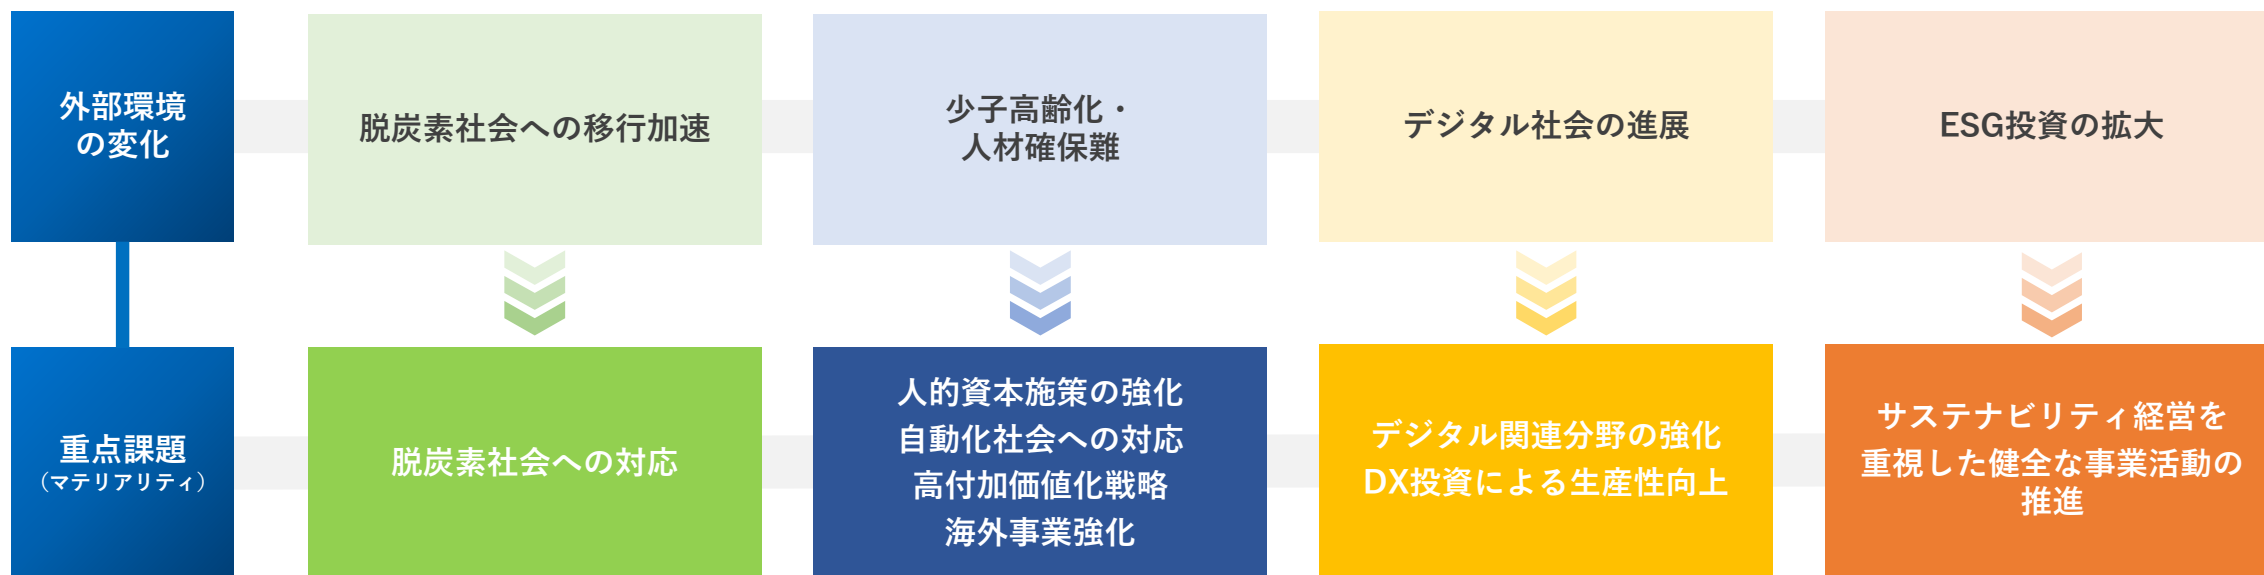 外部環境
の変化
脱炭素社会への移行加速
少子高齢化・
人材確保難
デジタル社会の進展
ESG投資の拡大
重点課題
（マテリアリティ）
脱炭素社会への対応
人的資本施策の強化
自動化社会への対応
高付加価値化戦略
海外事業強化
デジタル関連分野の強化
DX投資による生産性向上
サステナビリティ経営を
重視した健全な事業活動の
推進